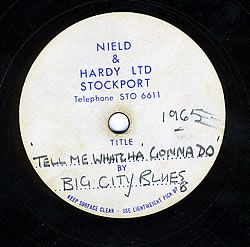 NIELD
&
HARDY LTD
STOCKPORT
Telephone STO 6611
1965
TITLE
'TELL ME WHATCHA' GONNA DO'
BY
BIG CITY BLUES
KEEP SURFACE CLEAN - USE LIGHTWEIGHT PICK-UP